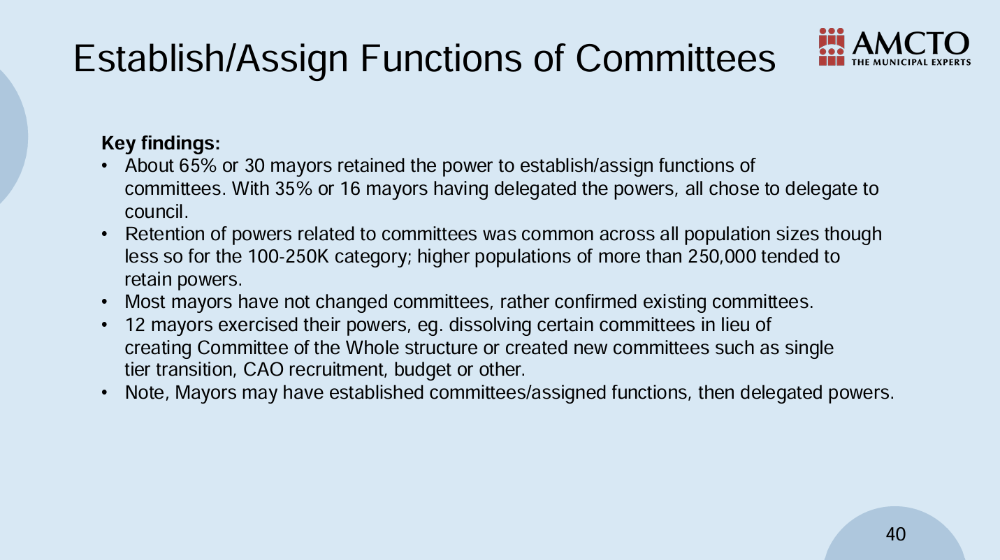 Establish/Assign Functions of Committees
AMCTO
THE MUNICIPAL EXPERTS
Key findings:
• About 65% or 30 mayors retained the power to establish/assign functions of
committees. With 35% or 16 mayors having delegated the powers, all chose to delegate to
council.
• Retention of powers related to committees was common across all population sizes though
less so for the 100-250K category; higher populations of more than 250,000 tended to
retain powers.
• Most mayors have not changed committees, rather confirmed existing committees.
• 12 mayors exercised their powers, eg. dissolving certain committees in lieu of
creating Committee of the Whole structure or created new committees such as single
tier transition, CAO recruitment, budget or other.
• Note, Mayors may have established committees/assigned functions, then delegated powers.
40